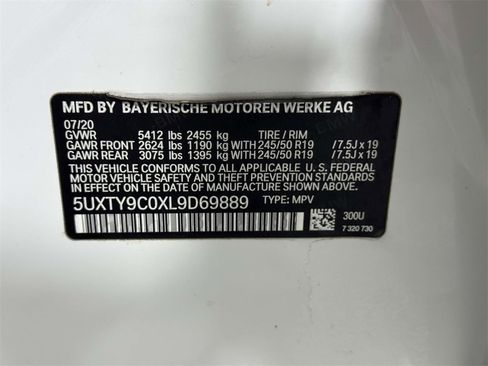 MFD BY BAYERISCHE MOTOREN WERKE AG
07/20
GVWR 5412 lbs 2455 kg TIRE / RIM
GAWR FRONT 2624 lbs 1190 kg WITH 245/50 R19 / 7.5J x 19
GAWR REAR 3075 lbs 1395 kg WITH 245/50 R19 / 7.5J x 19
THIS VEHICLE CONFORMS TO ALL APPLICABLE U.S. FEDERAL
MOTOR VEHICLE SAFETY, BUMPER, AND THEFT PREVENTION
STANDARDS IN EFFECT ON THE DATE OF MANUFACTURE SHOWN ABOVE.
5UXTY9C0XL9D69889 TYPE: MPV
300U
7 320 730